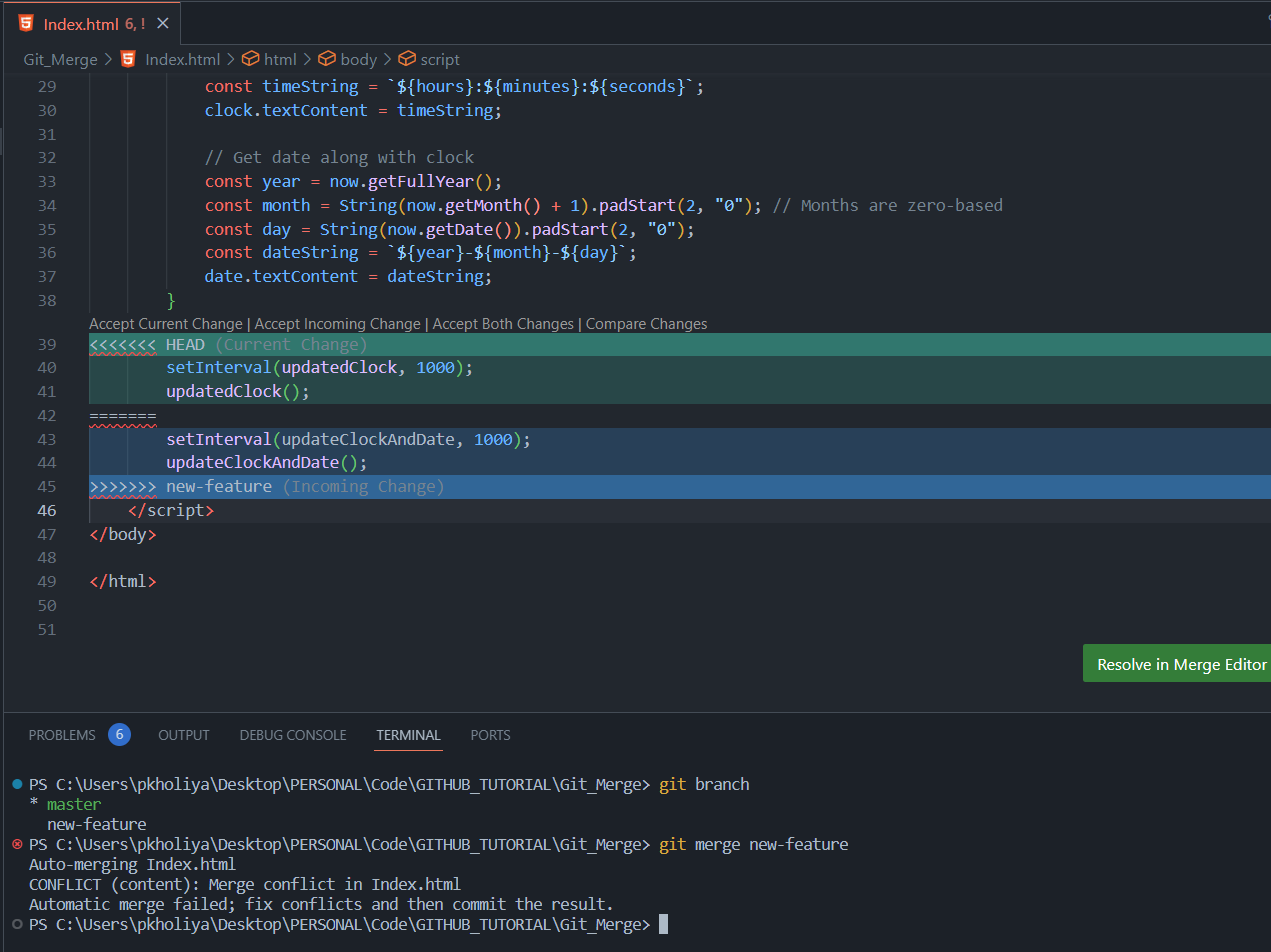 Index.html 6, !
Git_Merge > Index.html > html > body > script
29 const timeString = `${hours}:${minutes}:${seconds}`;
30 clock.textContent = timeString;
31
32 // Get date along with clock
33 const year = now.getFullYear();
34 const month = String(now.getMonth() + 1).padStart(2, "0"); // Months are zero-based
35 const day = String(now.getDate()).padStart(2, "0");
36 const dateString = `${year}-${month}-${day}`;
37 date.textContent = dateString;
38 }
Accept Current Change | Accept Incoming Change | Accept Both Changes | Compare Changes
39 <<<<<<< HEAD (Current Change)
40 setInterval(updatedClock, 1000);
41 updatedClock();
42 =======
43 setInterval(updateClockAndDate, 1000);
44 updateClockAndDate();
45 >>>>>>> new-feature (Incoming Change)
46 </script>
47 </body>
48
49 </html>
50
51
Resolve in Merge Editor
PROBLEMS 6 OUTPUT DEBUG CONSOLE TERMINAL PORTS
PS C:\Users\pkholiya\Desktop\PERSONAL\Code\GITHUB_TUTORIAL\Git_Merge> git branch
* master
new-feature
PS C:\Users\pkholiya\Desktop\PERSONAL\Code\GITHUB_TUTORIAL\Git_Merge> git merge new-feature
Auto-merging Index.html
CONFLICT (content): Merge conflict in Index.html
Automatic merge failed; fix conflicts and then commit the result.
PS C:\Users\pkholiya\Desktop\PERSONAL\Code\GITHUB_TUTORIAL\Git_Merge>